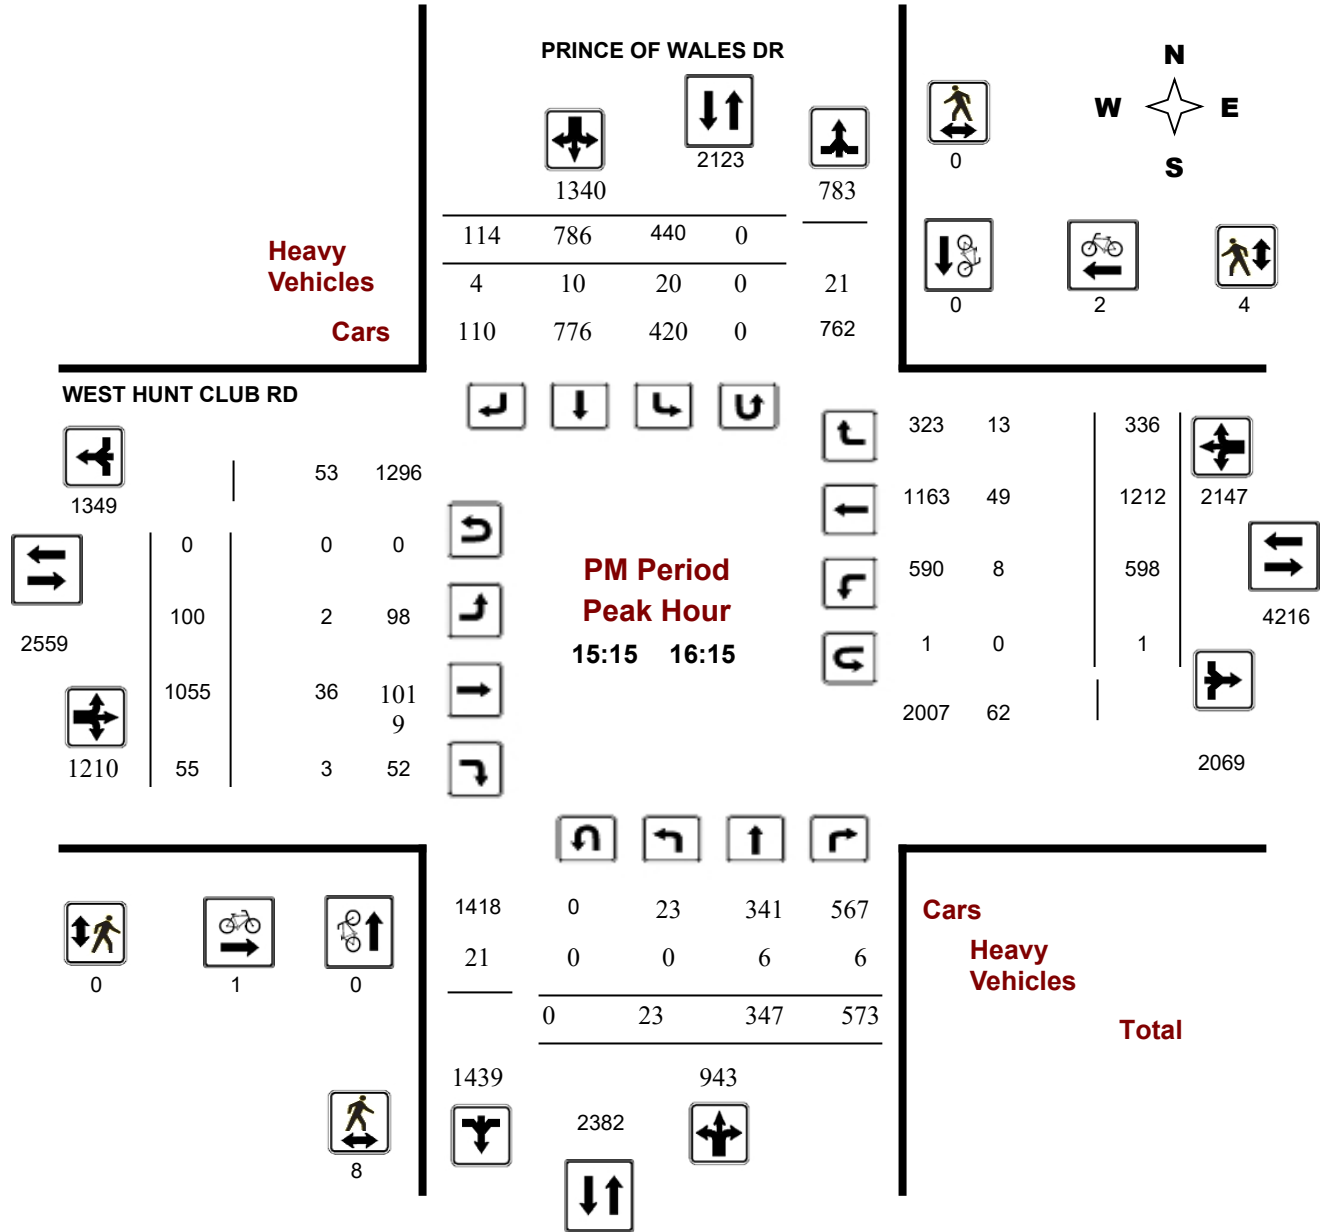 PRINCE OF WALES DR
N
W E
S
2123
0
1340 783
114 786 440 0
Heavy
Vehicles
4 10 20 0 21
0 2 4
Cars
110 776 420 0 762
WEST HUNT CLUB RD
323 13 336
53 1296
1349
1163 49 1212 2147
0 0 0
PM Period
590 8 598
Peak Hour
100 2 98
4216
2559
15:15 16:15
1 0 1
1055 36 101
9
2007 62
1210 55 3 52
2069
1418 0 23 341 567
Cars
21 0 0 6 6
Heavy
Vehicles
0 1 0
0 23 347 573
Total
1439 943
2382
8